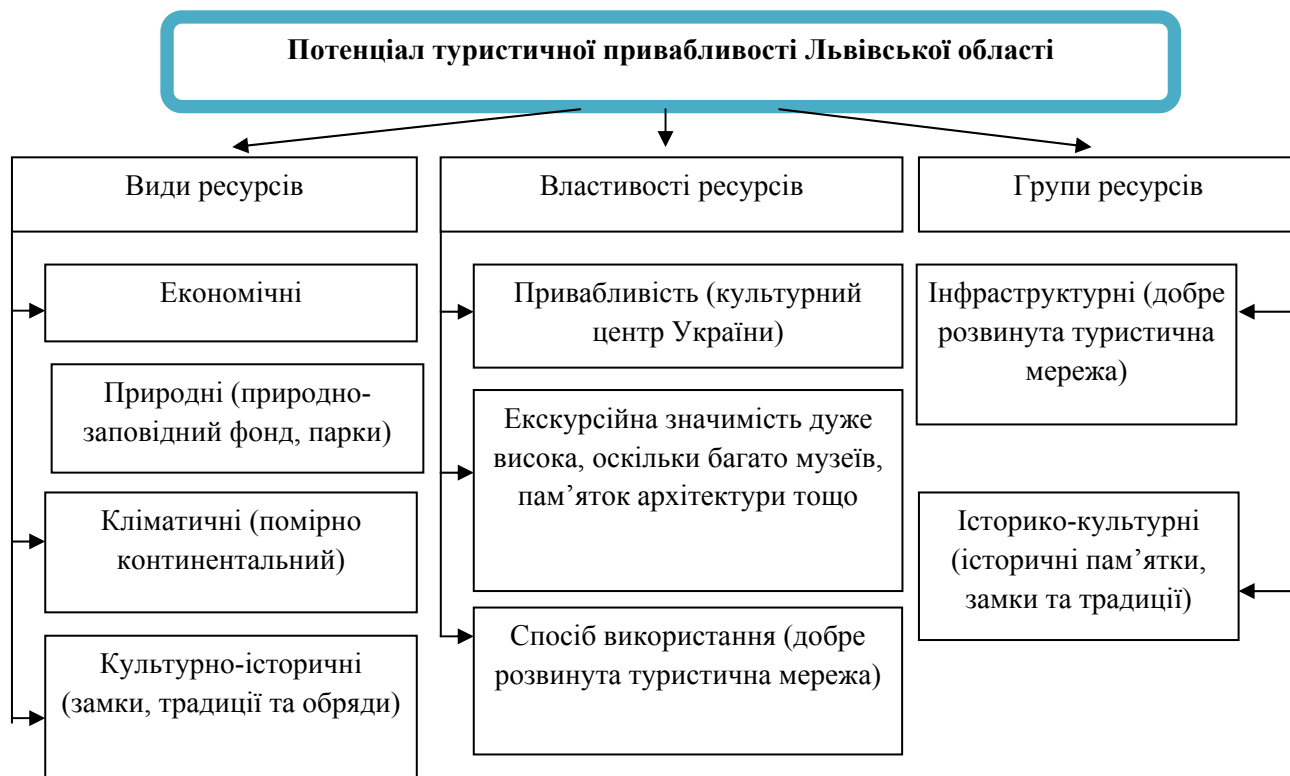 Потенціал туристичної привабливості Львівської області
Види ресурсів
Економічні
Природні (природно-
заповідний фонд, парки)
Кліматичні (помірно
континентальний)
Культурно-історичні
(замки, традиції та обряди)
Властивості ресурсів
Привабливість (культурний
центр України)
Екскурсійна значимість дуже
висока, оскільки багато музеїв,
пам’яток архітектури тощо
Спосіб використання (добре
розвинута туристична мережа)
Групи ресурсів
Інфраструктурні (добре
розвинута туристична
мережа)
Історико-культурні
(історичні пам’ятки,
замки та традиції)